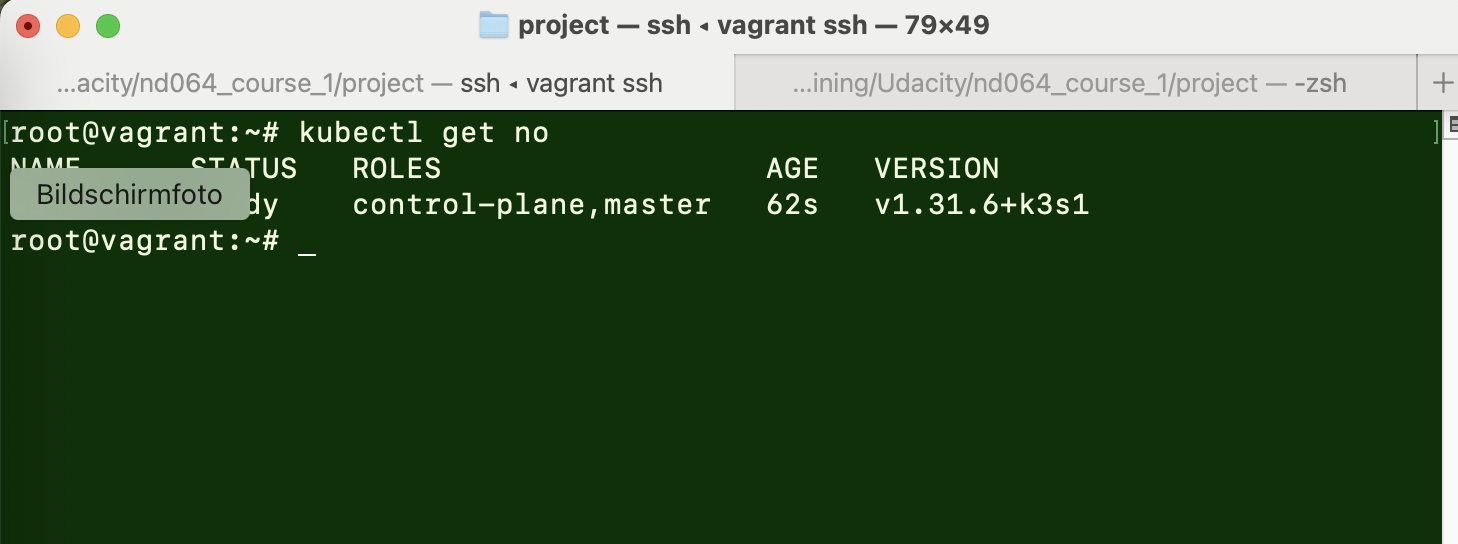 project — ssh ◂ vagrant ssh — 79×49
...acity/nd064_course_1/project — ssh ◂ vagrant ssh
...ining/Udacity/nd064_course_1/project — -zsh
[root@vagrant:~# kubectl get no ]
NAME STATUS ROLES AGE VERSION
Bildschirmfoto dy control-plane,master 62s v1.31.6+k3s1
root@vagrant:~# _